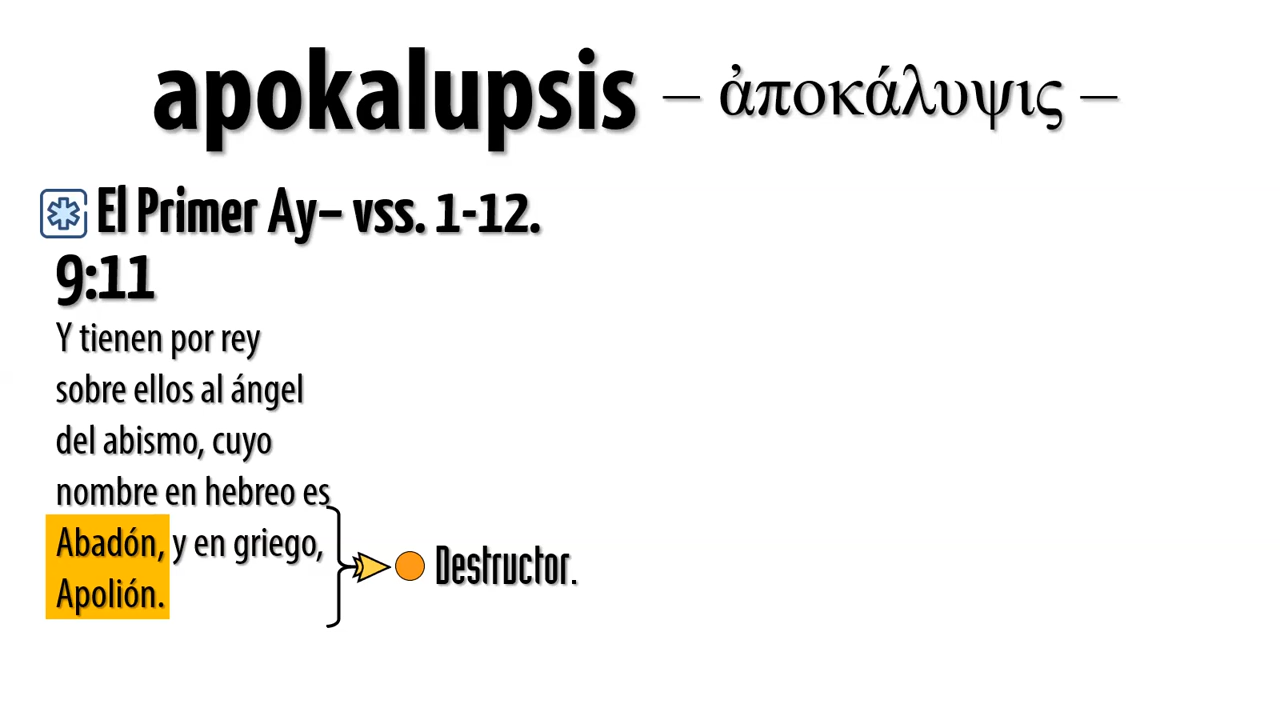 apokalupsis – ἀποκάλυψις –
El Primer Ay– vss. 1-12.
9:11
Y tienen por rey
sobre ellos al ángel
del abismo, cuyo
nombre en hebreo es
Abadón, y en griego,
Apolión.
Destructor.